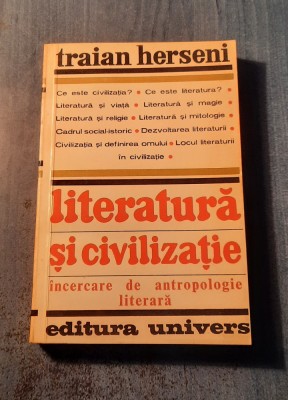 traian herseni
Ce este civilizația? • Ce este literatura? •
Literatură și viață • Literatură și magie •
Literatură și religie • Literatură și mitologie •
Cadrul social-istoric • Dezvoltarea literaturii •
Civilizația și definirea omului • Locul literaturii
în civilizație •
literatură
și civilizație
încercare de antropologie
literară
editura univers